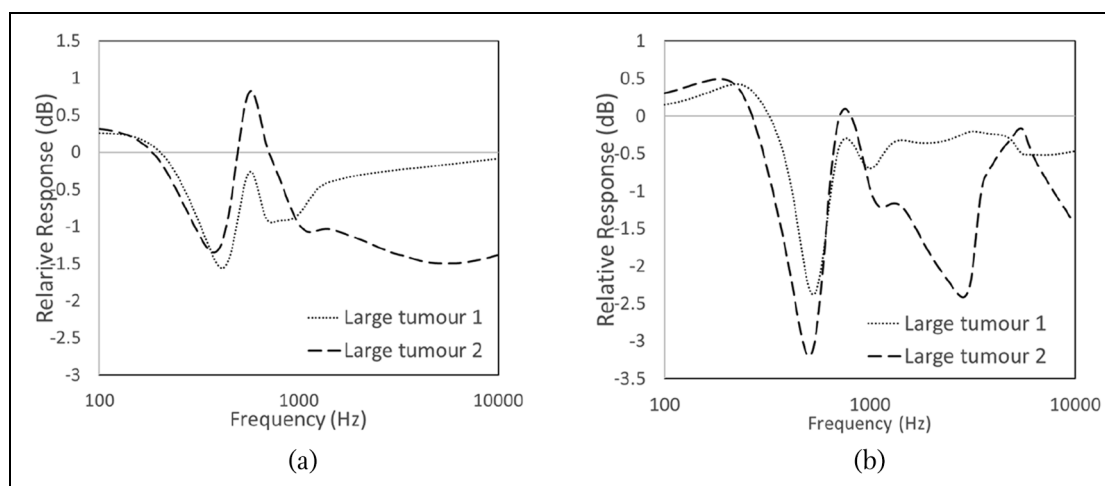 1.5
1
0.5
0
-0.5
-1
-1.5
-2
-2.5
-3
Relarive Response (dB)
Large tumour 1
Large tumour 2
100
1000
10000
Frequency (Hz)
(a)
1
0.5
0
-0.5
-1
-1.5
-2
-2.5
-3
-3.5
Relative Response (dB)
Large tumour 1
Large tumour 2
100
1000
10000
Frequency (Hz)
(b)